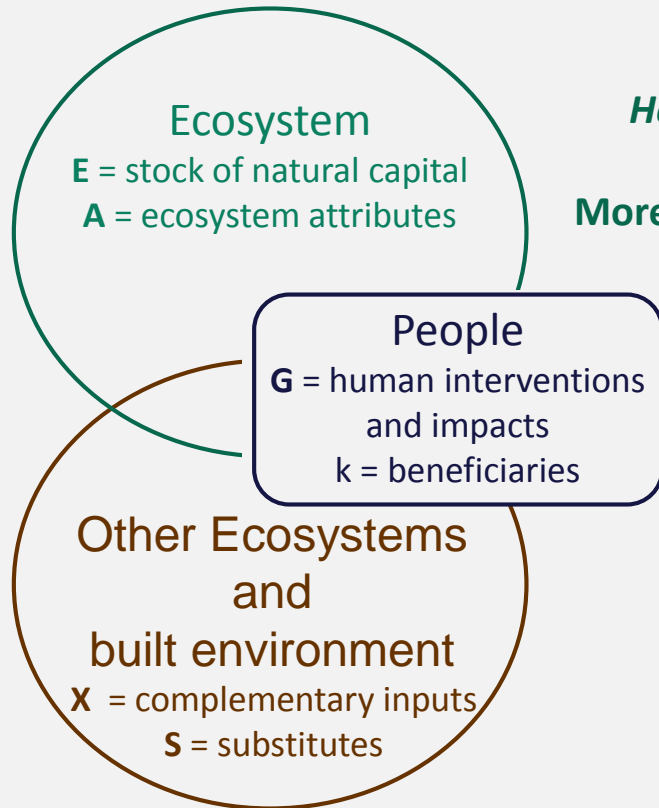 Ecosystem
E = stock of natural capital
A = ecosystem attributes
More
People
G = human interventions
and impacts
k = beneficiaries
Other Ecosystems
and
built environment
X = complementary inputs
S = substitutes